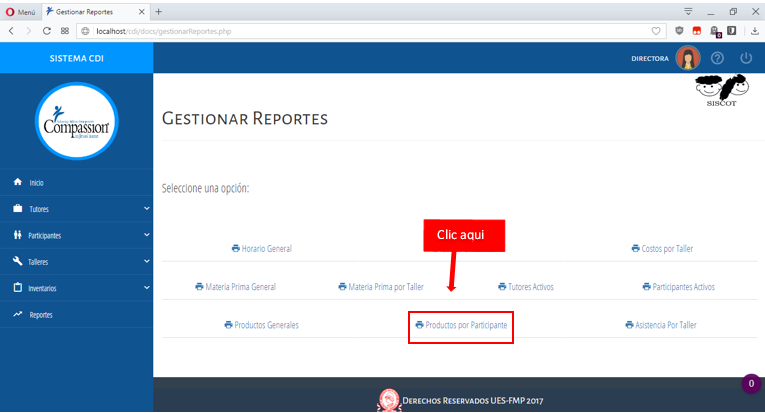 Menú
Gestionar Reportes
localhost/cdi/docs/gestionarReportes.php
SISTEMA CDI
DIRECTORA
Compassion
SISCOT
GESTIONAR REPORTES
Inicio
Seleccione una opción:
Tutores
Participantes
Clic aqui
Talleres
Horario General
Costos por Taller
Inventarios
Materia Prima General
Materia Prima por Taller
Tutores Activos
Participantes Activos
Reportes
Productos Generales
Productos por Participante
Asistencia Por Taller
0
DERECHOS RESERVADOS UES-FMP 2017